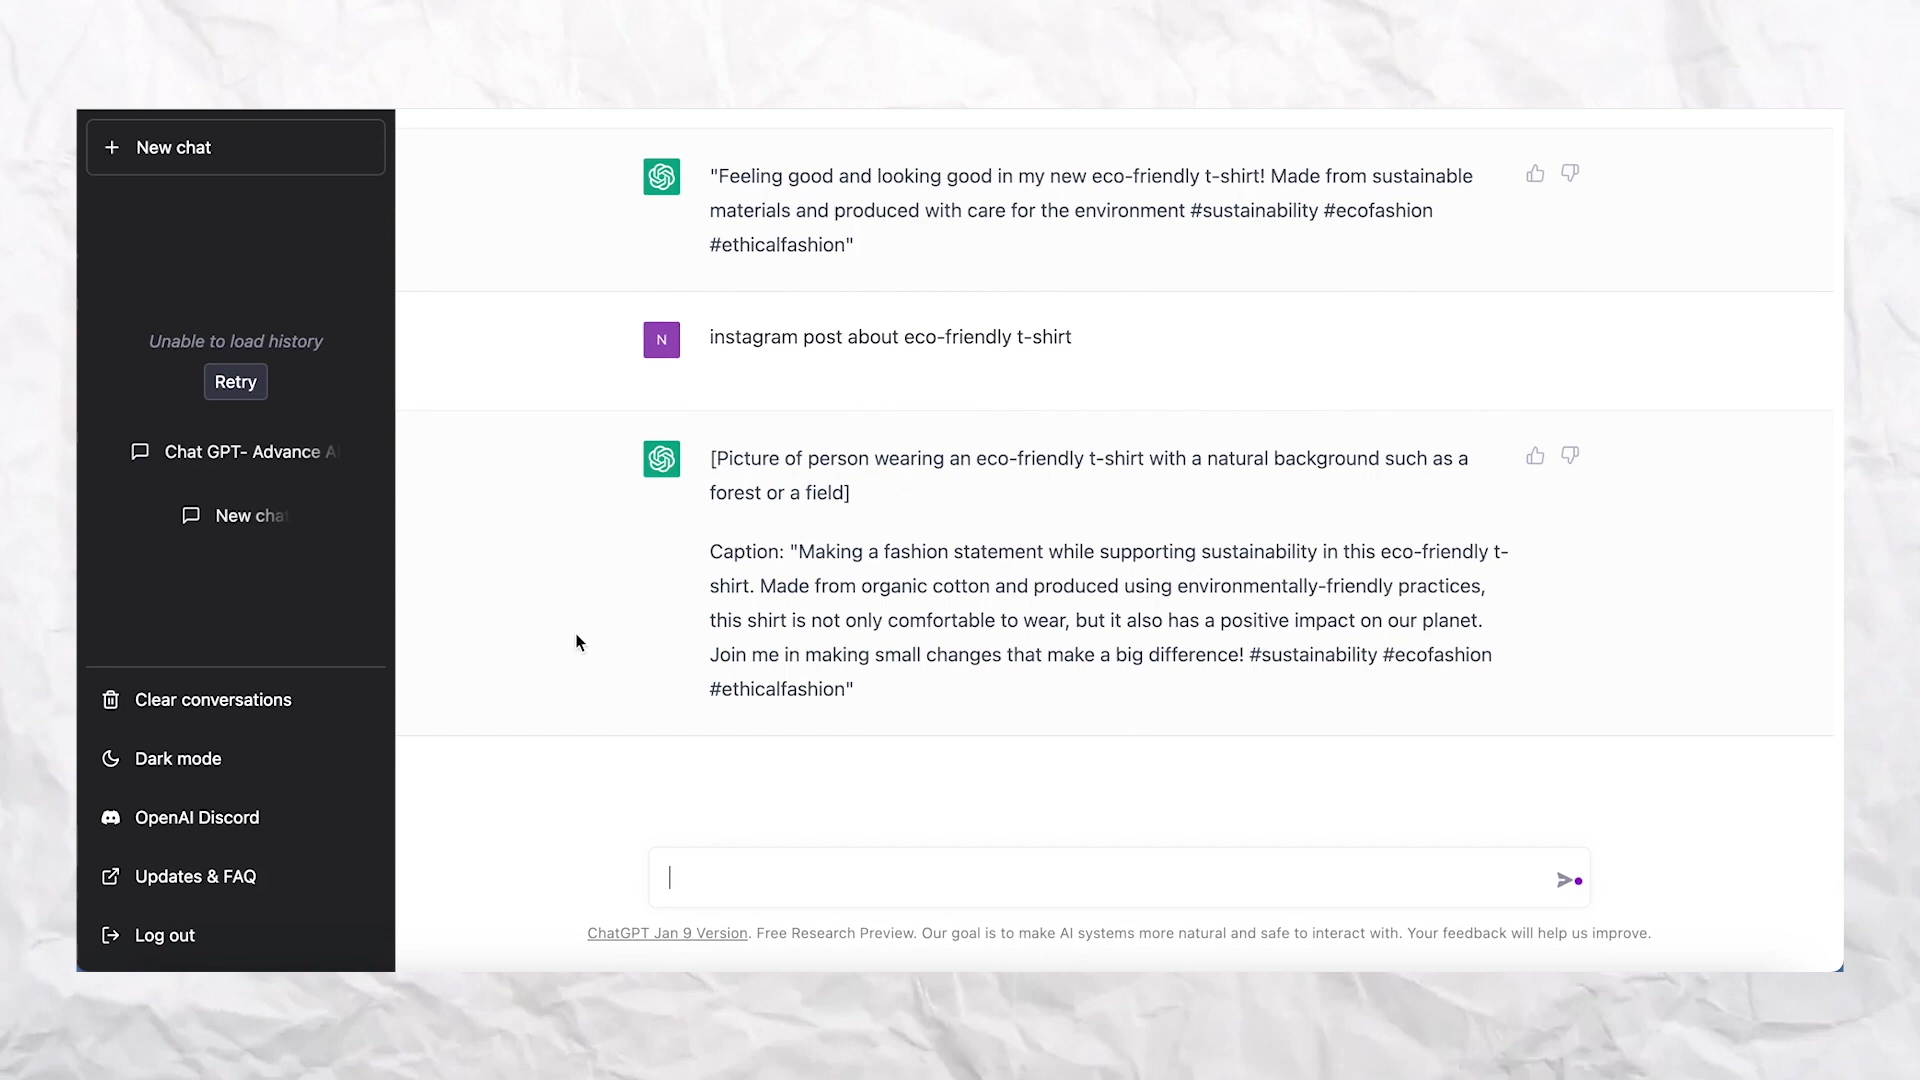 New chat
Unable to load history
Retry
Chat GPT- Advance
New chat
Clear conversations
Dark mode
OpenAI Discord
Updates & FAQ
Log out
"Feeling good and looking good in my new eco-friendly t-shirt! Made from sustainable
materials and produced with care for the environment #sustainability #ecofashion
#ethicalfashion"
N
instagram post about eco-friendly t-shirt
[Picture of person wearing an eco-friendly t-shirt with a natural background such as a
forest or a field]
Caption: "Making a fashion statement while supporting sustainability in this eco-friendly t-
shirt. Made from organic cotton and produced using environmentally-friendly practices,
this shirt is not only comfortable to wear, but it also has a positive impact on our planet.
Join me in making small changes that make a big difference! #sustainability #ecofashion
#ethicalfashion"
ChatGPT Jan 9 Version. Free Research Preview. Our goal is to make AI systems more natural and safe to interact with. Your feedback will help us improve.